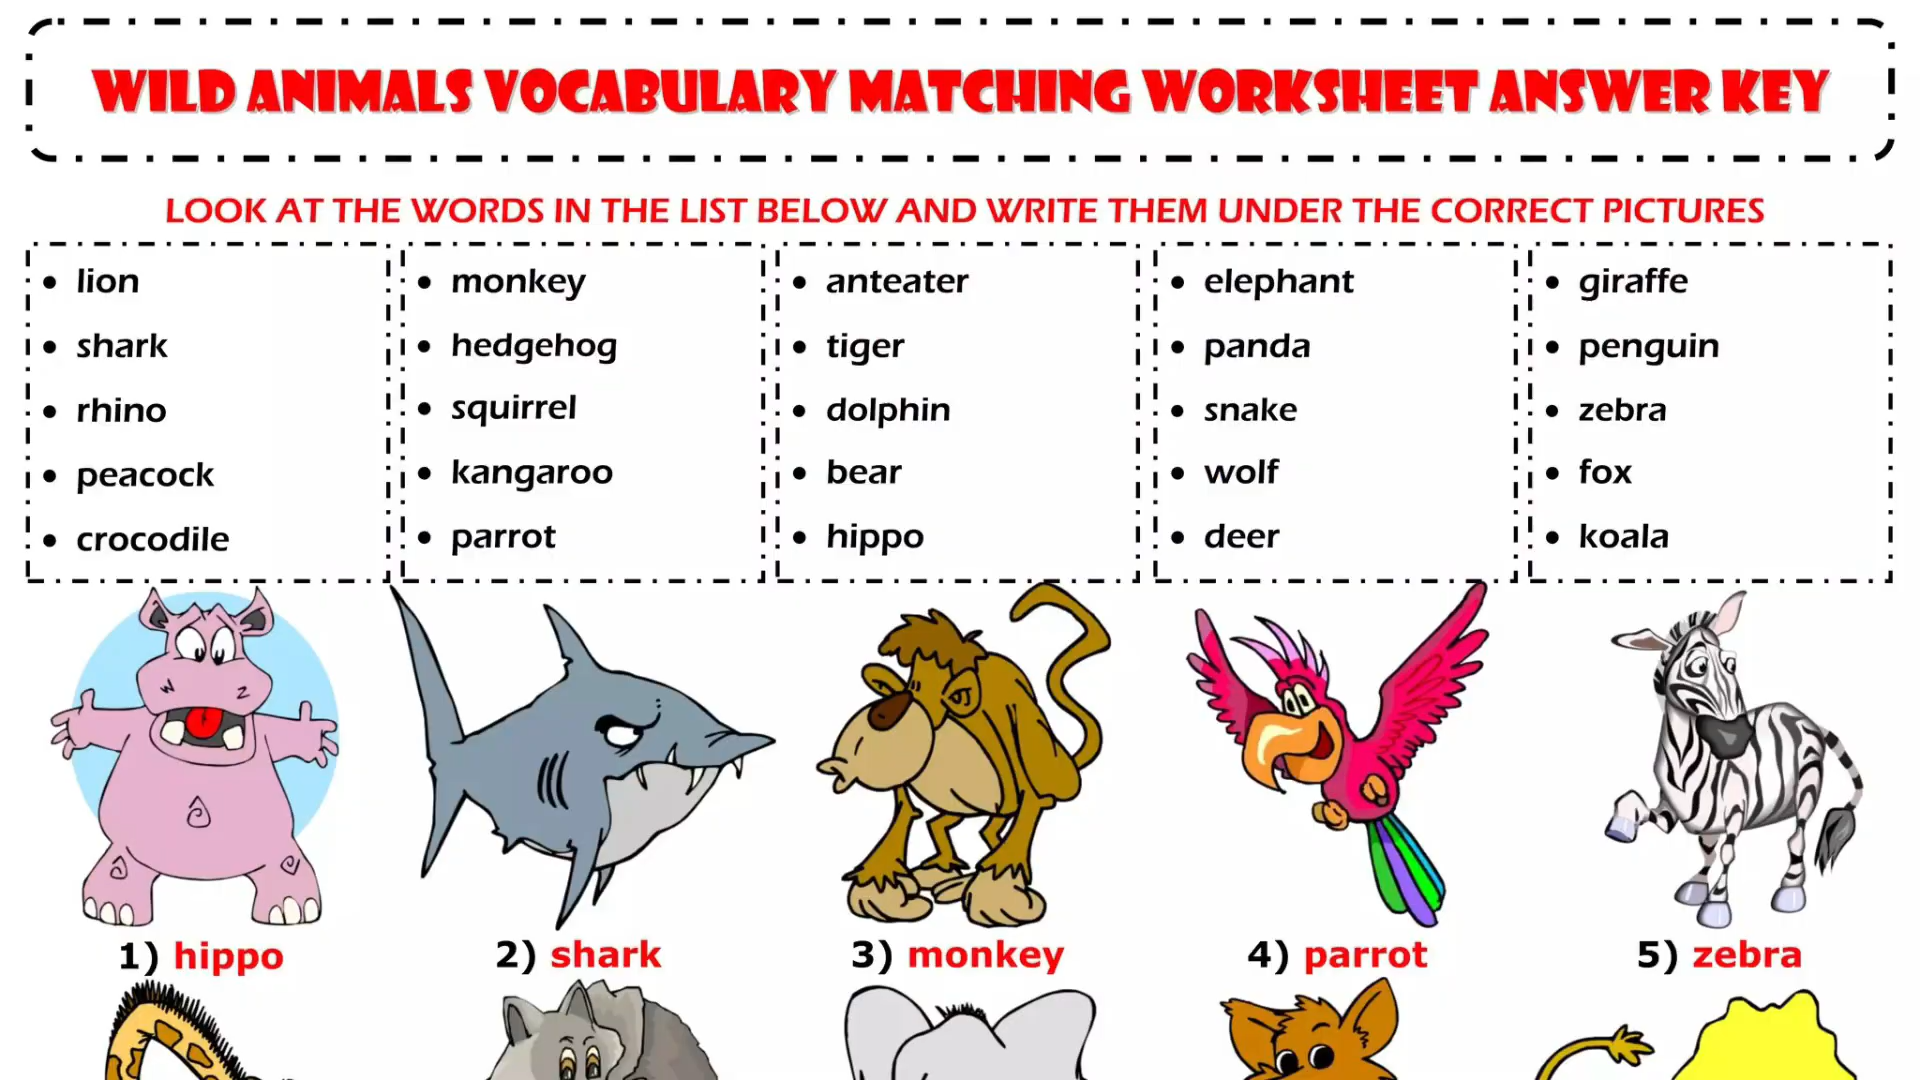 WILD ANIMALS VOCABULARY MATCHING WORKSHEET ANSWER KEY
LOOK AT THE WORDS IN THE LIST BELOW AND WRITE THEM UNDER THE CORRECT PICTURES
• lion
• shark
• rhino
• peacock
• crocodile
• monkey
• hedgehog
• squirrel
• kangaroo
• parrot
• anteater
• tiger
• dolphin
• bear
• hippo
• elephant
• panda
• snake
• wolf
• deer
• giraffe
• penguin
• zebra
• fox
• koala
1) hippo
2) shark
3) monkey
4) parrot
5) zebra